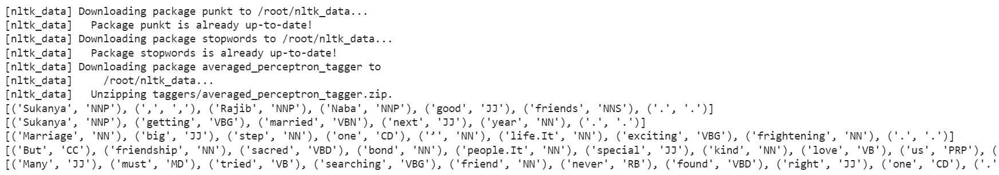 [nltk_data] Downloading package punkt to /root/nltk_data...
[nltk_data]   Package punkt is already up-to-date!
[nltk_data] Downloading package stopwords to /root/nltk_data...
[nltk_data]   Package stopwords is already up-to-date!
[nltk_data] Downloading package averaged_perceptron_tagger to
[nltk_data]     /root/nltk_data...
[nltk_data]   Unzipping taggers/averaged_perceptron_tagger.zip.
[('Sukanya', 'NNP'), (',', ','), ('Rajib', 'NNP'), ('Naba', 'NNP'), ('good', 'JJ'), ('friends', 'NNS'), ('.', '.')]
[('Sukanya', 'NNP'), ('getting', 'VBG'), ('married', 'VBN'), ('next', 'JJ'), ('year', 'NN'), ('.', '.')]
[('Marriage', 'NN'), ('big', 'JJ'), ('step', 'NN'), ('one', 'CD'), ('’', 'NN'), ('life.It', 'NN'), ('exciting', 'VBG'), ('frightening', 'NN'), ('.', '.')]
[('But', 'CC'), ('friendship', 'NN'), ('sacred', 'VBD'), ('bond', 'NN'), ('people.It', 'NN'), ('special', 'JJ'), ('kind', 'NN'), ('love', 'VB'), ('us', 'PRP'), (
[('Many', 'JJ'), ('must', 'MD'), ('tried', 'VB'), ('searching', 'VBG'), ('friend', 'NN'), ('never', 'RB'), ('found', 'VBD'), ('right', 'JJ'), ('one', 'CD'), ('.'